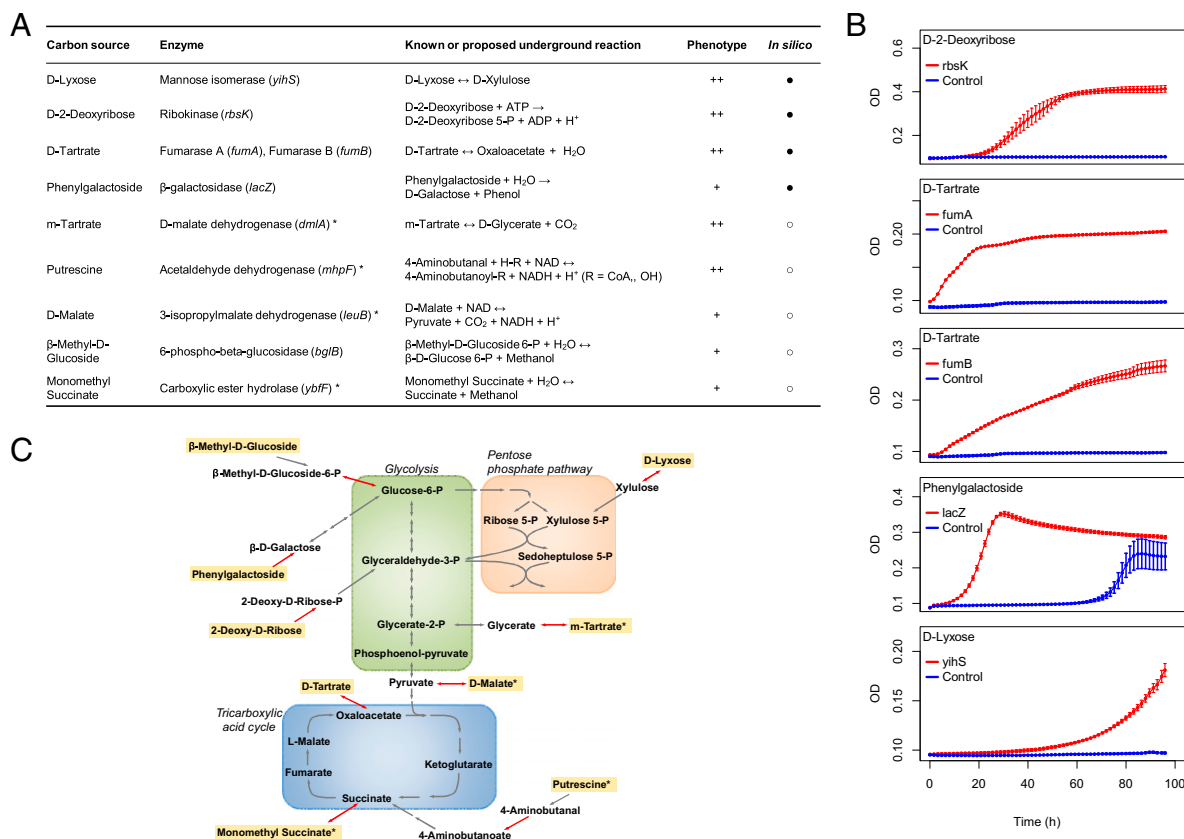 A
Carbon source Enzyme Known or proposed underground reaction Phenotype In silico
D-Lyxose Mannose isomerase (yihS) D-Lyxose ↔ D-Xylulose ++ ●
D-2-Deoxyribose Ribokinase (rbsK) D-2-Deoxyribose + ATP → ++ ●
D-2-Deoxyribose 5-P + ADP + H⁺
D-Tartrate Fumarase A (fumA), Fumarase B (fumB) D-Tartrate ↔ Oxaloacetate + H₂O ++ ●
Phenylgalactoside β-galactosidase (lacZ) Phenylgalactoside + H₂O → + ●
D-Galactose + Phenol
m-Tartrate D-malate dehydrogenase (dmlA) * m-Tartrate ↔ D-Glycerate + CO₂ ++ ○
Putrescine Acetaldehyde dehydrogenase (mhpF) * 4-Aminobutanal + H-R + NAD ↔ ++ ○
4-Aminobutanoyl-R + NADH + H⁺ (R = CoA,, OH)
D-Malate 3-isopropylmalate dehydrogenase (leuB) * D-Malate + NAD ↔ + ○
Pyruvate + CO₂ + NADH + H⁺
β-Methyl-D-Glucoside 6-phospho-beta-glucosidase (bglB) β-Methyl-D-Glucoside 6-P + H₂O ↔ + ○
β-D-Glucose 6-P + Methanol
Monomethyl Succinate Carboxylic ester hydrolase (ybfF) * Monomethyl Succinate + H₂O ↔ + ○
Succinate + Methanol
B
D-2-Deoxyribose
rbsK
Control
OD
0.2
0.4
0.6
D-Tartrate
fumA
Control
OD
0.10
0.20
D-Tartrate
fumB
Control
OD
0.1
0.2
0.3
Phenylgalactoside
lacZ
Control
OD
0.1
0.2
0.3
0.4
D-Lyxose
yihS
Control
OD
0.10
0.15
0.20
0 20 40 60 80 100
Time (h)
C
β-Methyl-D-Glucoside
β-Methyl-D-Glucoside-6-P
Glycolysis
Pentose
phosphate pathway
D-Lyxose
Glucose-6-P
Xylulose
Ribose 5-P
Xylulose 5-P
β-D-Galactose
Phenylgalactoside
Glyceraldehyde-3-P
Sedoheptulose 5-P
2-Deoxy-D-Ribose-P
2-Deoxy-D-Ribose
Glycerate-2-P
Glycerate
m-Tartrate*
Phosphoenol-pyruvate
Pyruvate
D-Malate*
D-Tartrate
Tricarboxylic
acid cycle
Oxaloacetate
L-Malate
Ketoglutarate
Fumarate
Succinate
Putrescine*
4-Aminobutanal
Monomethyl Succinate*
4-Aminobutanoate